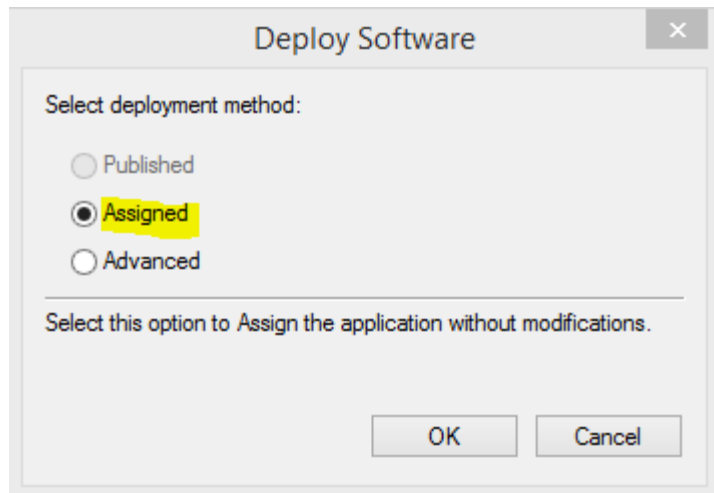 Deploy Software
Select deployment method:
Published
Assigned
Advanced
Select this option to Assign the application without modifications.
OK
Cancel